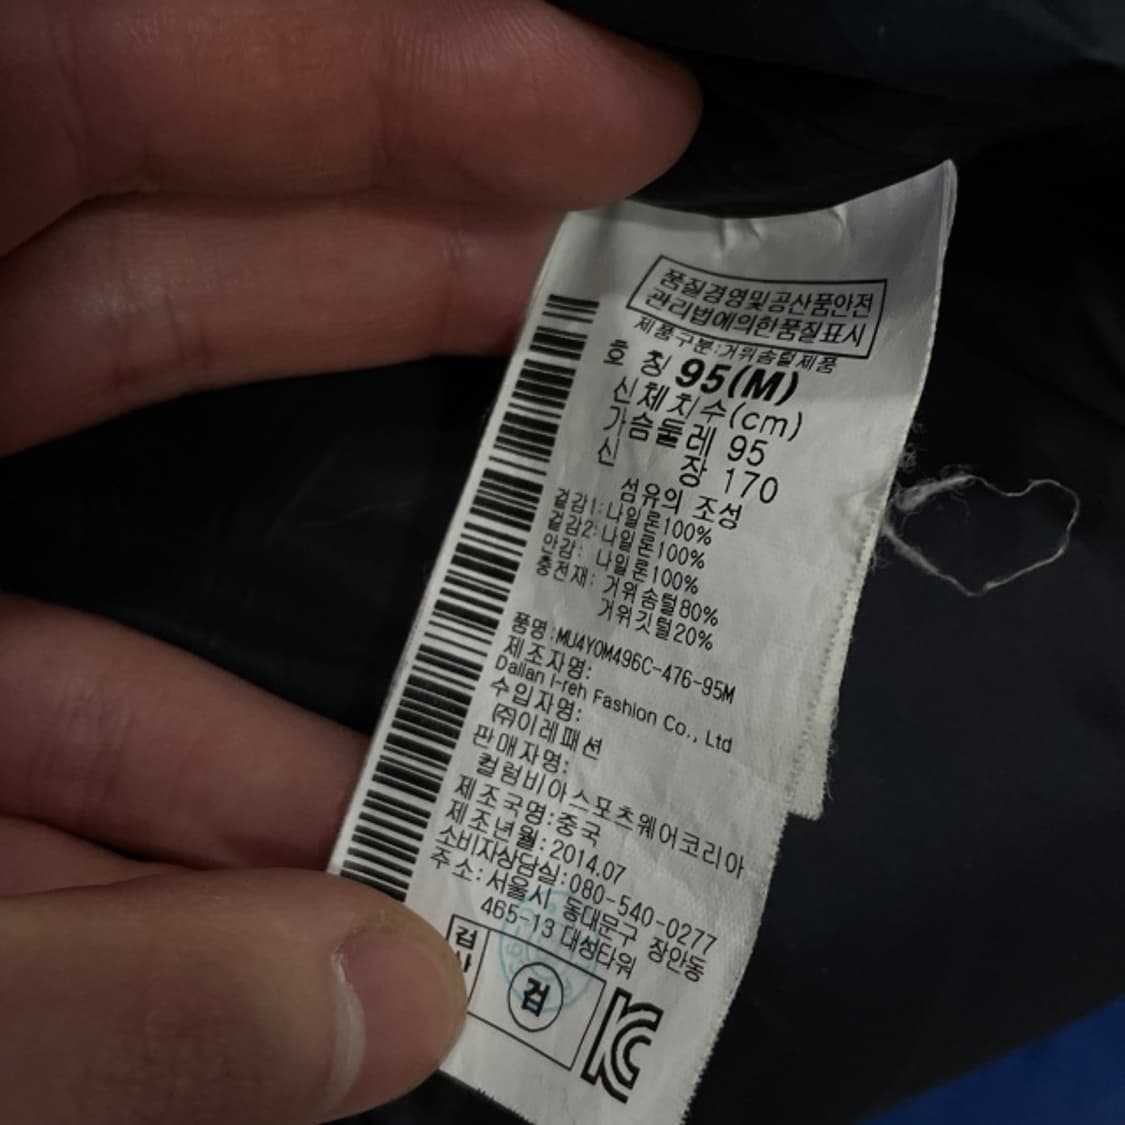 품질경영및공산품안전
관리법에의한품질표시
제품구분:거위솜털제품
호 칭 95(M)
신체치수(cm)
가슴둘레 95
신 장 170
섬유의 조성
겉감1:나일론100%
겉감2:나일론100%
안감: 나일론100%
충전재: 거위솜털80%
거위깃털20%
품명:MU4YOM496C-476-95M
제조자명:
Dalian I-reh Fashion Co., Ltd
수입자명:
㈜이레패션
판매자명:
컬럼비아스포츠웨어코리아
제조국명:중국
제조년월:2014.07
소비자상담실:080-540-0277
주소:서울시 동대문구 장안동
465-13 대성타워
검사
검
KC